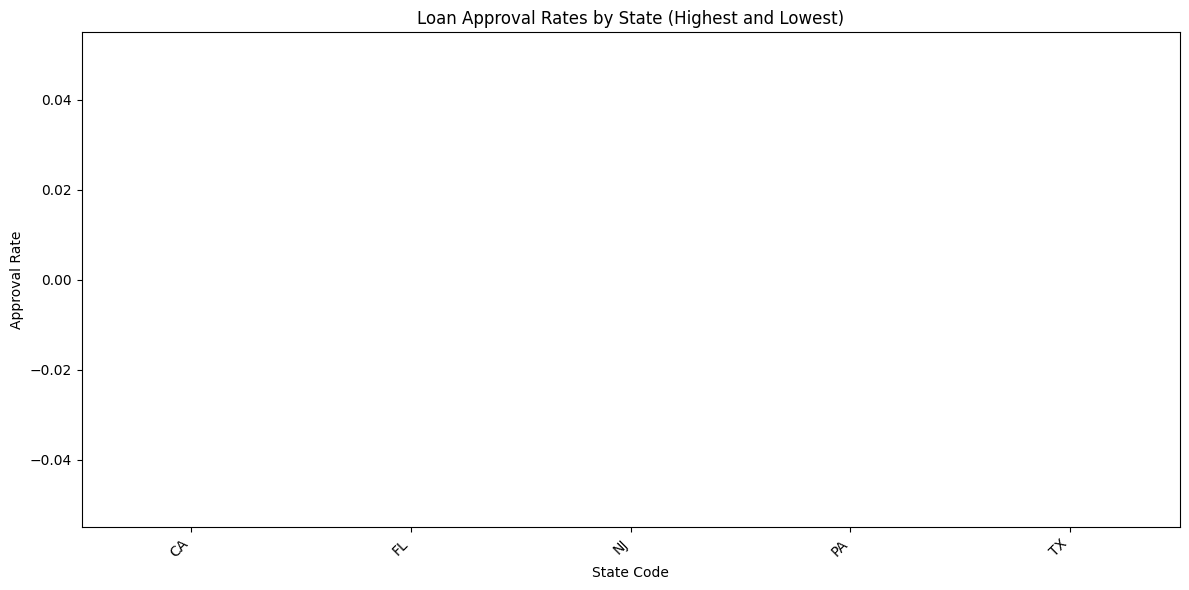 Loan Approval Rates by State (Highest and Lowest)
0.04
0.02
0.00
−0.02
−0.04
Approval Rate
CA
FL
NJ
PA
TX
State Code